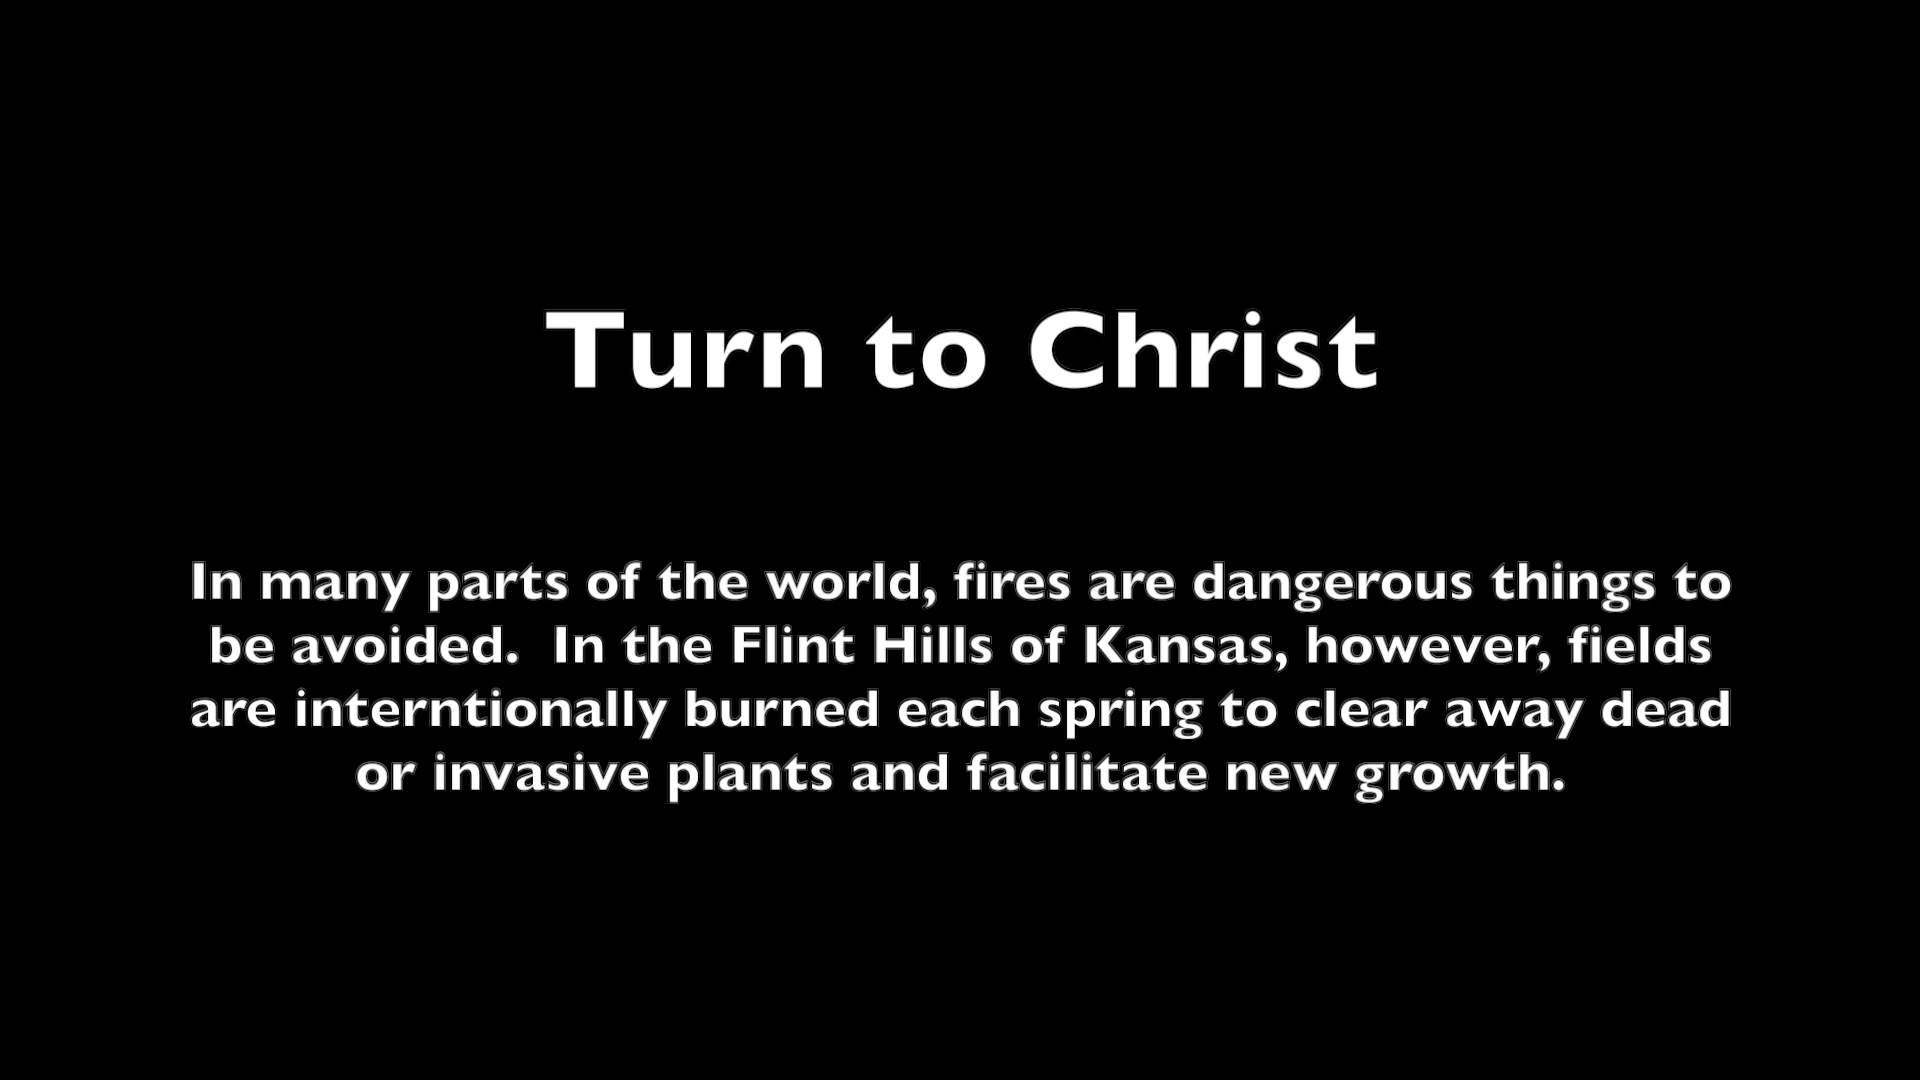 Turn to Christ
In many parts of the world, fires are dangerous things to
be avoided.  In the Flint Hills of Kansas, however, fields
are interntionally burned each spring to clear away dead
or invasive plants and facilitate new growth.